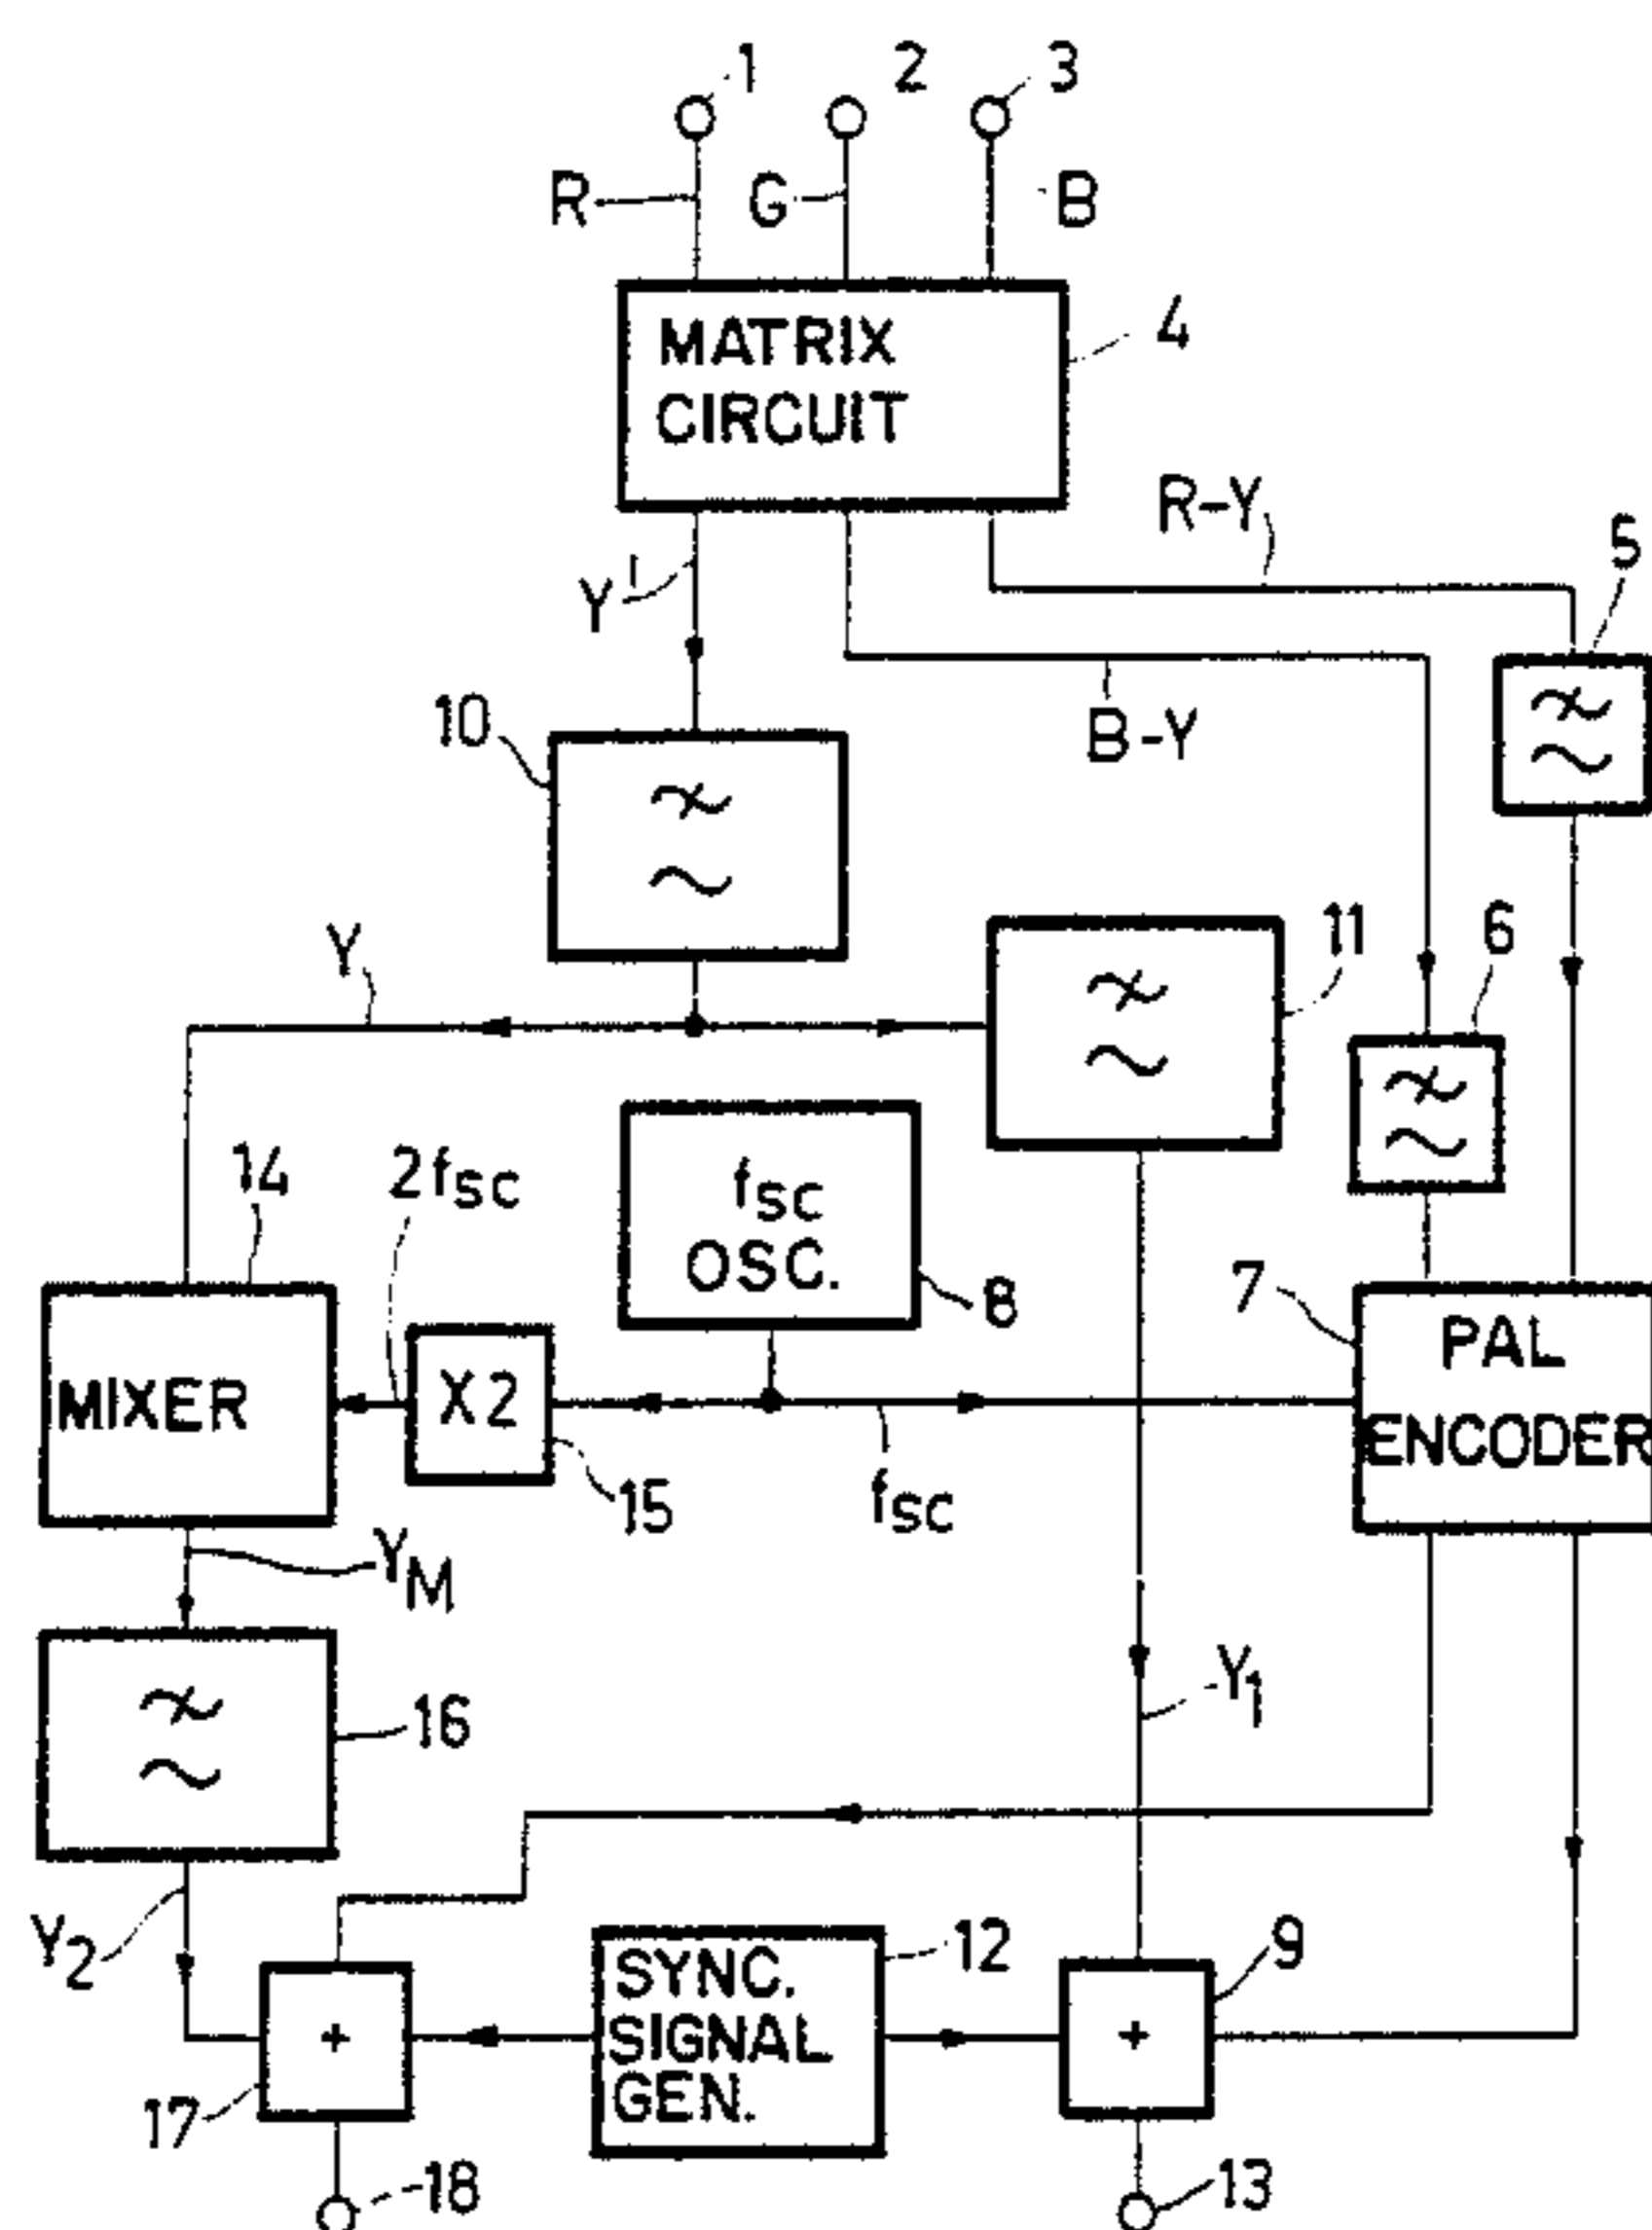 1 2 3
R G B
MATRIX
CIRCUIT
4
R-Y
5
Y'
B-Y
10
11
6
Y
14
2fsc
fsc
OSC.
8
7
PAL
ENCODER
MIXER
X2
15
fsc
YM
Y1
16
Y2
SYNC.
SIGNAL
GEN.
12
9
+
+
17
18
13